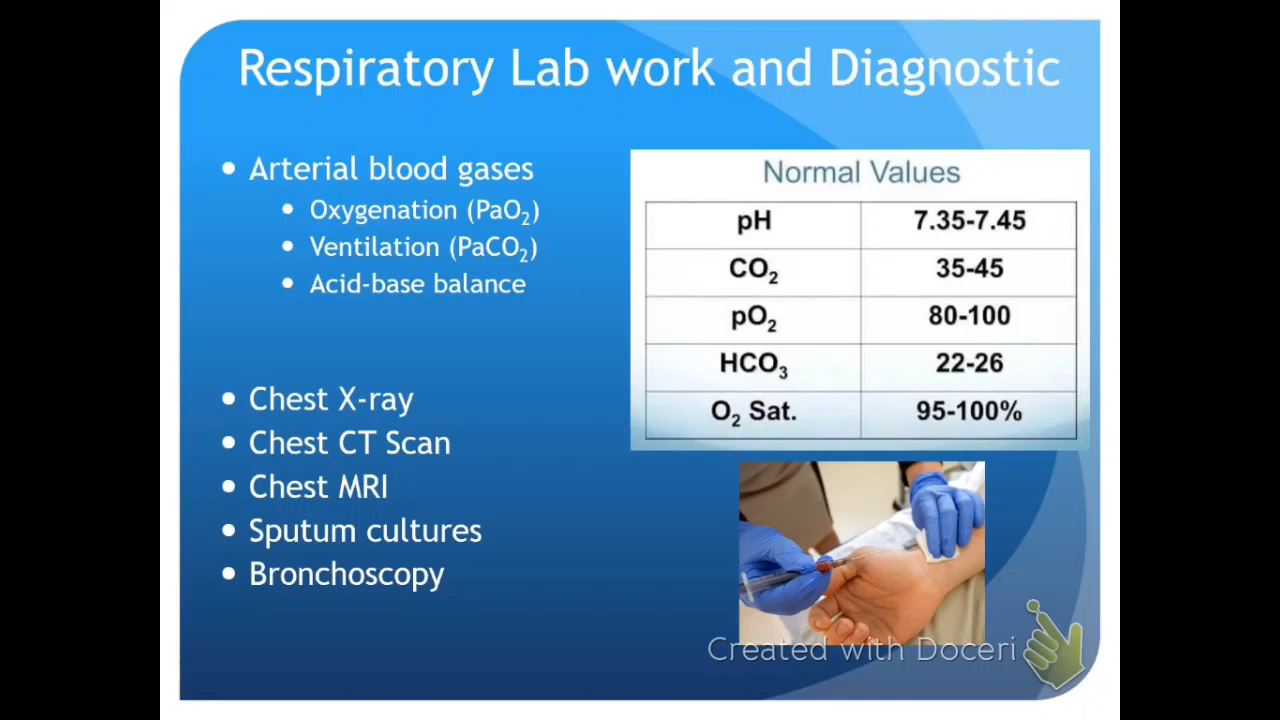 Respiratory Lab work and Diagnostic
• Arterial blood gases
• Oxygenation (PaO₂)
• Ventilation (PaCO₂)
• Acid-base balance
• Chest X-ray
• Chest CT Scan
• Chest MRI
• Sputum cultures
• Bronchoscopy
Normal Values
pH 7.35-7.45
CO₂ 35-45
pO₂ 80-100
HCO₃ 22-26
O₂ Sat. 95-100%
Created with Doceri